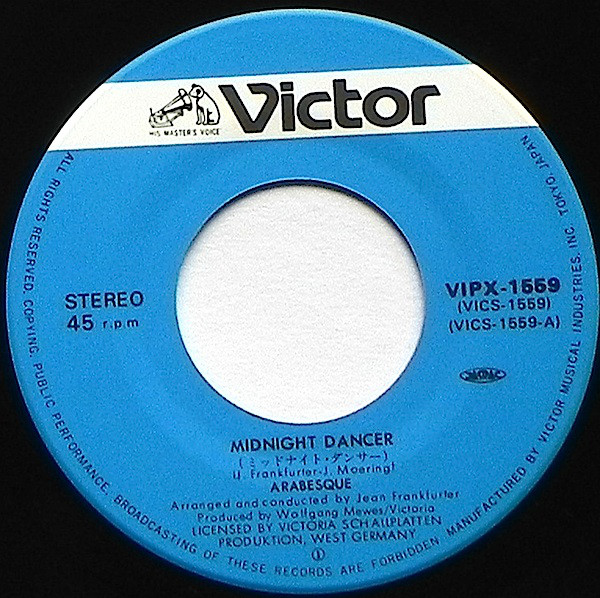 Victor
HIS MASTER'S VOICE
STEREO
45 r.p.m
VIPX-1559
(VICS-1559)
(VICS-1559-A)
JASRAC
MIDNIGHT DANCER
(ミッドナイト・ダンサー)
(J. Frankfurter-J. Moering)
ARABESQUE
Arranged and conducted by Jean Frankfurter
Produced by Wolfgang Mewes/Victoria
LICENSED BY VICTORIA SCHALLPLATTEN
PRODUKTION, WEST GERMANY
①
ALL RIGHTS RESERVED. COPYING, PUBLIC PERFORMANCE, BROADCASTING OF THESE RECORDS ARE FORBIDDEN. MANUFACTURED BY VICTOR MUSICAL INDUSTRIES, INC. TOKYO, JAPAN